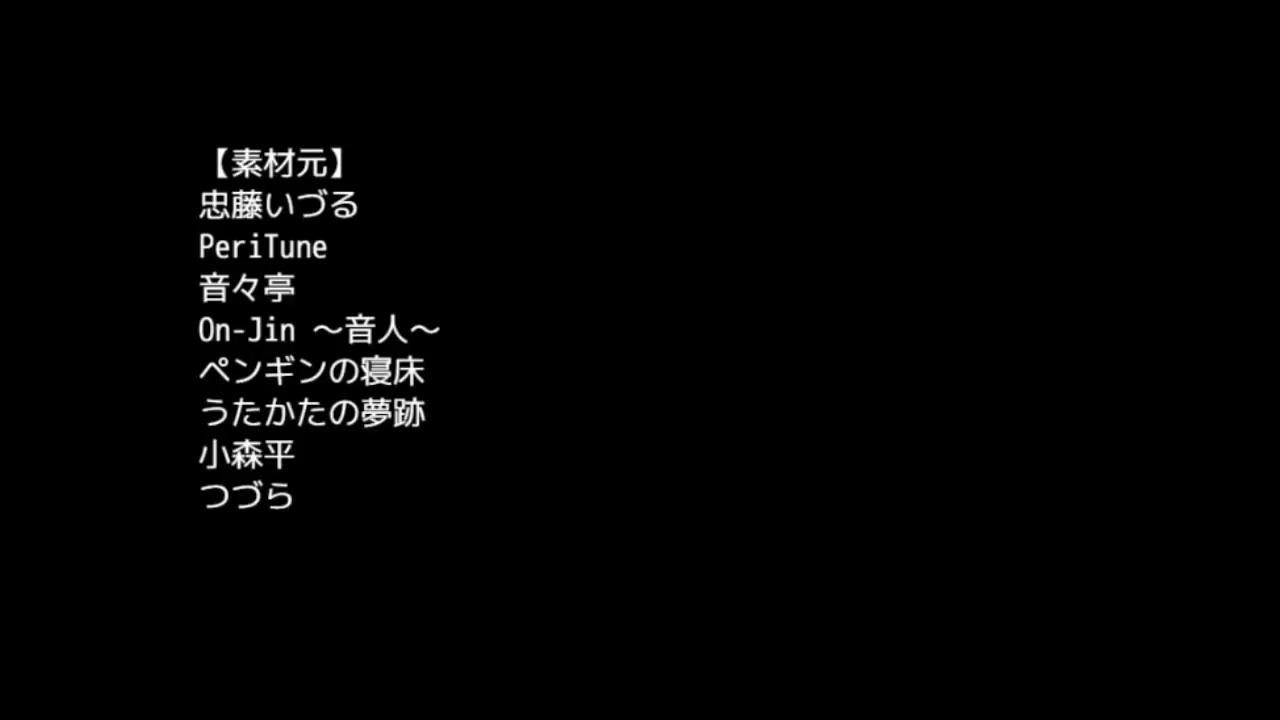 【素材元】
忠藤いづる
PeriTune
音々亭
On-Jin ～音人～
ペンギンの寝床
うたかたの夢跡
小森平
つづら